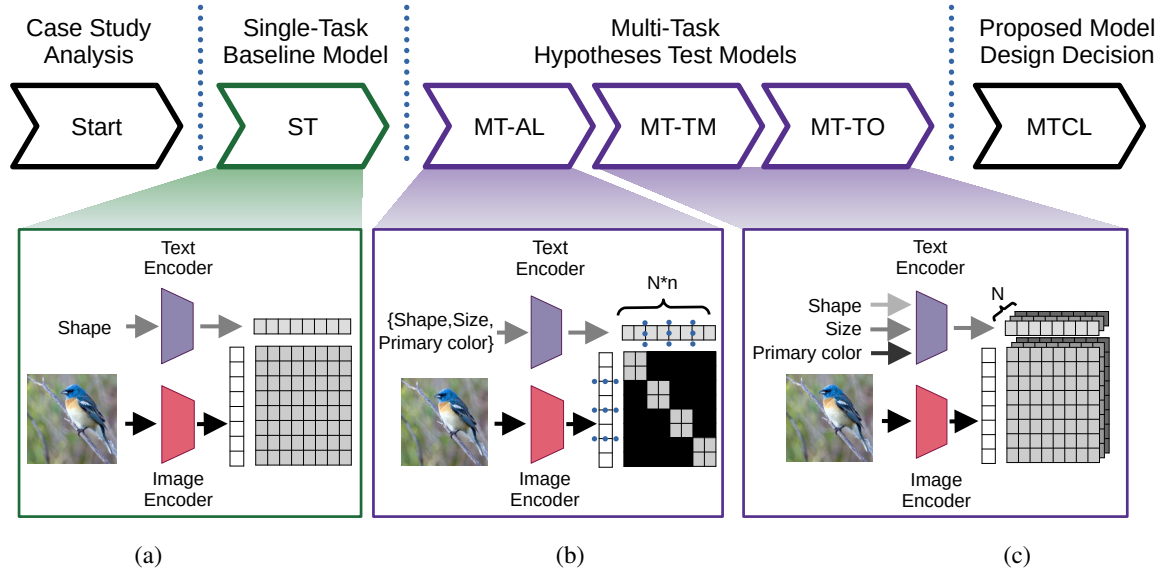 Case Study
Analysis
Single-Task
Baseline Model
Multi-Task
Hypotheses Test Models
Proposed Model
Design Decision
Start
ST
MT-AL
MT-TM
MT-TO
MTCL
Text
Encoder
Shape
Image
Encoder
Text
Encoder
N*n
{Shape,Size,
Primary color}
Image
Encoder
Text
Encoder
N
Shape
Size
Primary color
Image
Encoder
(a)
(b)
(c)